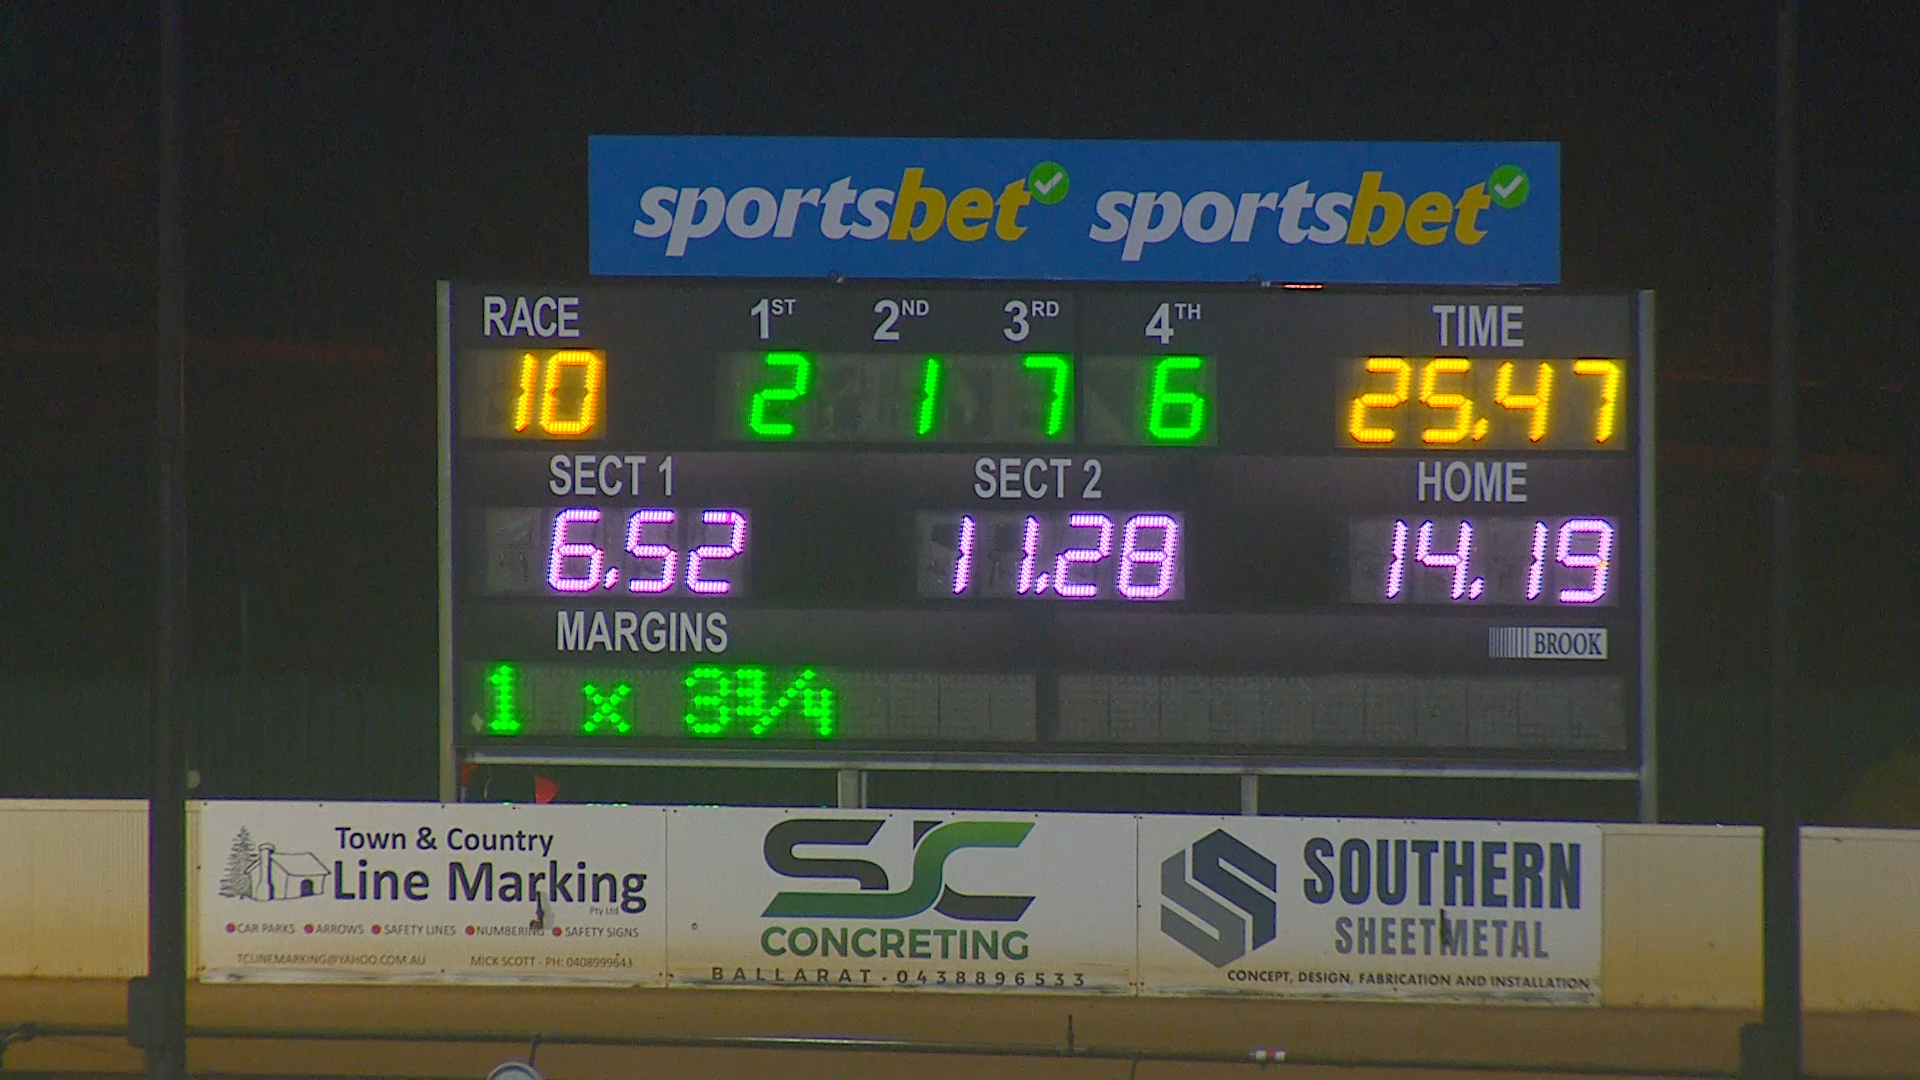 sportsbet sportsbet
RACE 1ST 2ND 3RD 4TH TIME
10 2 1 7 6 25.47
SECT 1 SECT 2 HOME
6.52 11.28 14.19
MARGINS BROOK
1 x 3¾
Town & Country
Line Marking
Pty Ltd
CAR PARKS ARROWS SAFETY LINES NUMBERING SAFETY SIGNS
TCLINEMARKING@YAHOO.COM.AU MICK SCOTT - PH: 0408999643
SJC
CONCRETING
BALLARAT · 0438896533
SOUTHERN
SHEETMETAL
CONCEPT, DESIGN, FABRICATION AND INSTALLATION